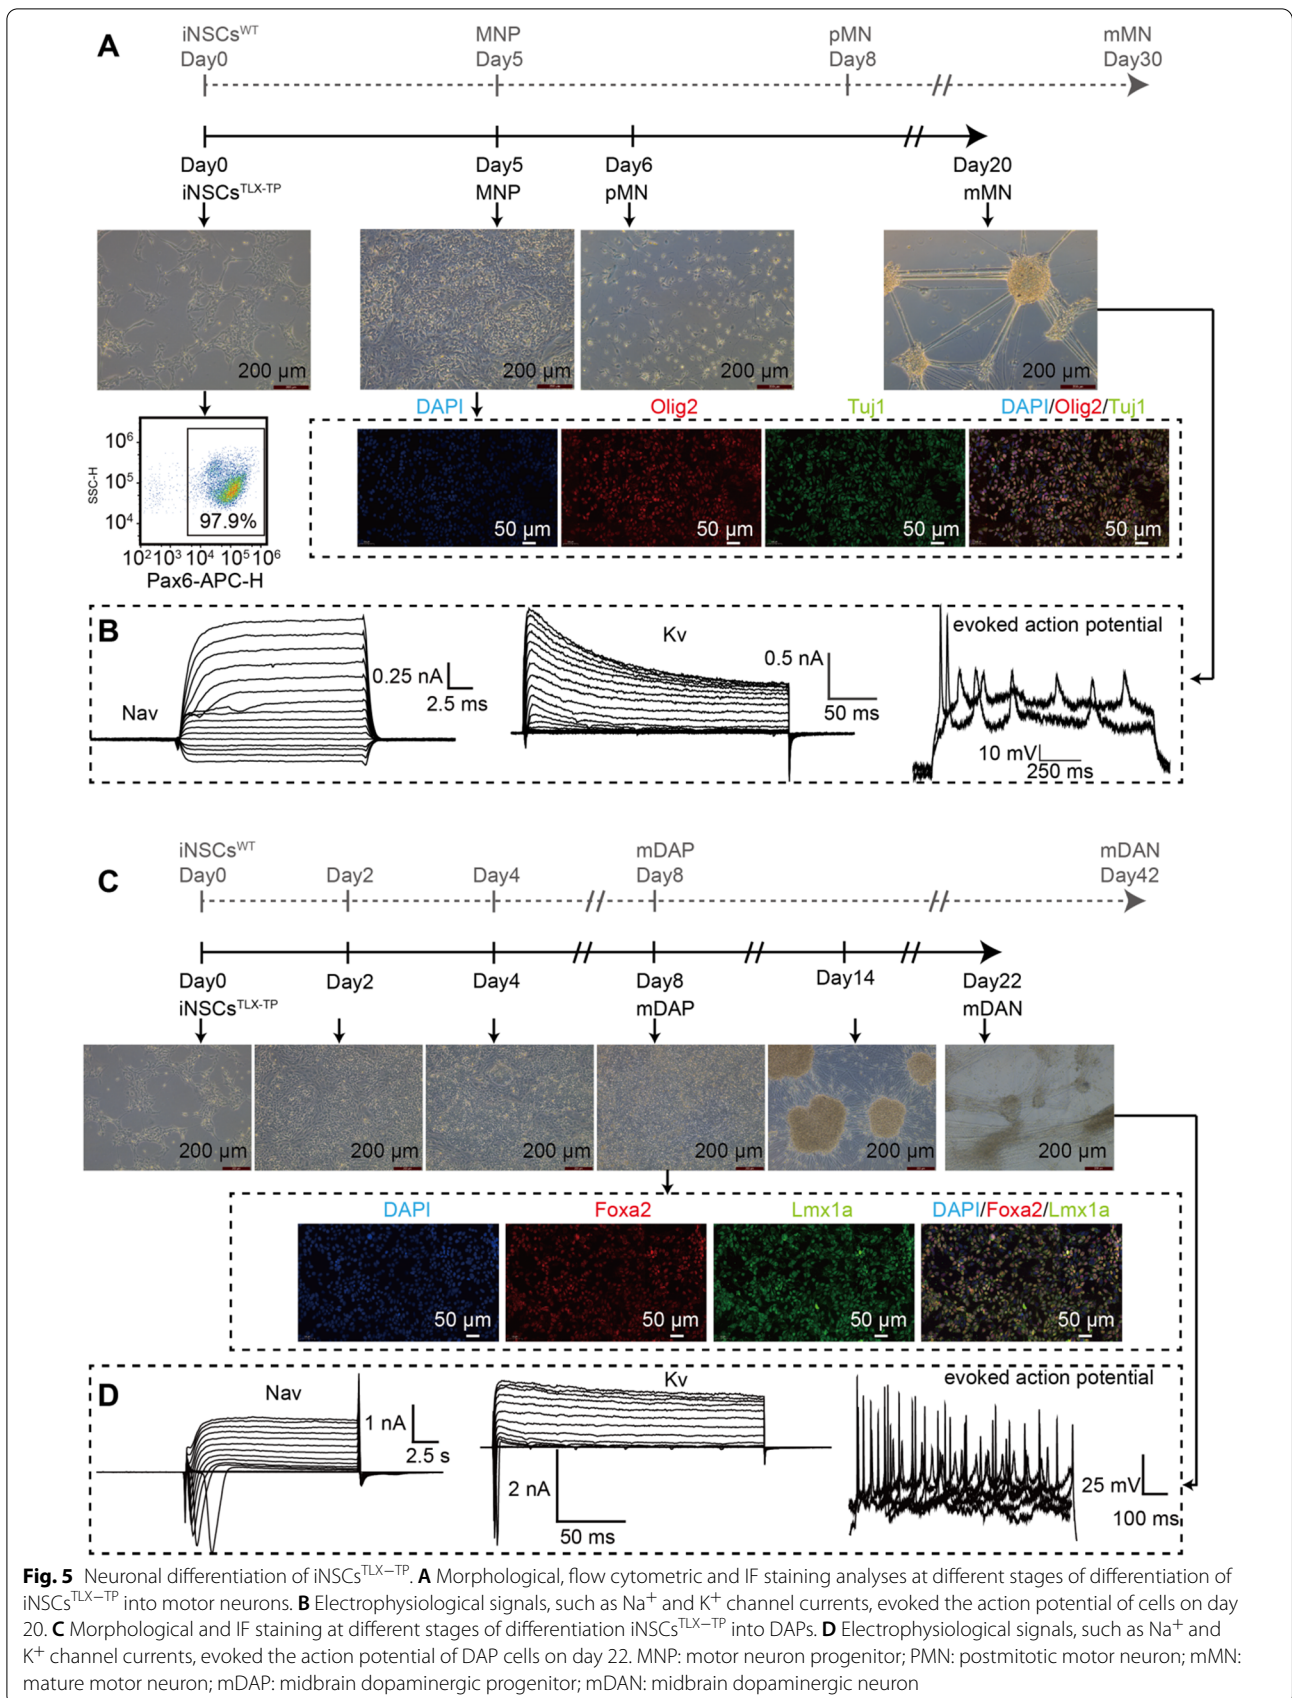 A
iNSCsWT
MNP
pMN
mMN
Day0
Day5
Day8
Day30
Day0
Day5
Day6
Day20
iNSCsTLX-TP
MNP
pMN
mMN
200 µm
200 µm
200 µm
200 µm
DAPI
Olig2
Tuj1
DAPI/Olig2/Tuj1
50 µm
50 µm
50 µm
50 µm
SSC-H
10⁶
10⁵
10⁴
97.9%
10² 10³ 10⁴ 10⁵ 10⁶
Pax6-APC-H
B
Nav
0.25 nA
2.5 ms
Kv
0.5 nA
50 ms
evoked action potential
10 mV
250 ms
C
iNSCsWT
mDAP
mDAN
Day0
Day2
Day4
Day8
Day42
Day0
Day2
Day4
Day8
Day14
Day22
iNSCsTLX-TP
mDAP
mDAN
200 µm
200 µm
200 µm
200 µm
200 µm
200 µm
DAPI
Foxa2
Lmx1a
DAPI/Foxa2/Lmx1a
50 µm
50 µm
50 µm
50 µm
D
Nav
1 nA
2.5 s
Kv
2 nA
50 ms
evoked action potential
25 mV
100 ms
Fig. 5 Neuronal differentiation of iNSCsTLX−TP. A Morphological, flow cytometric and IF staining analyses at different stages of differentiation of
iNSCsTLX−TP into motor neurons. B Electrophysiological signals, such as Na+ and K+ channel currents, evoked the action potential of cells on day
20. C Morphological and IF staining at different stages of differentiation iNSCsTLX−TP into DAPs. D Electrophysiological signals, such as Na+ and
K+ channel currents, evoked the action potential of DAP cells on day 22. MNP: motor neuron progenitor; PMN: postmitotic motor neuron; mMN:
mature motor neuron; mDAP: midbrain dopaminergic progenitor; mDAN: midbrain dopaminergic neuron